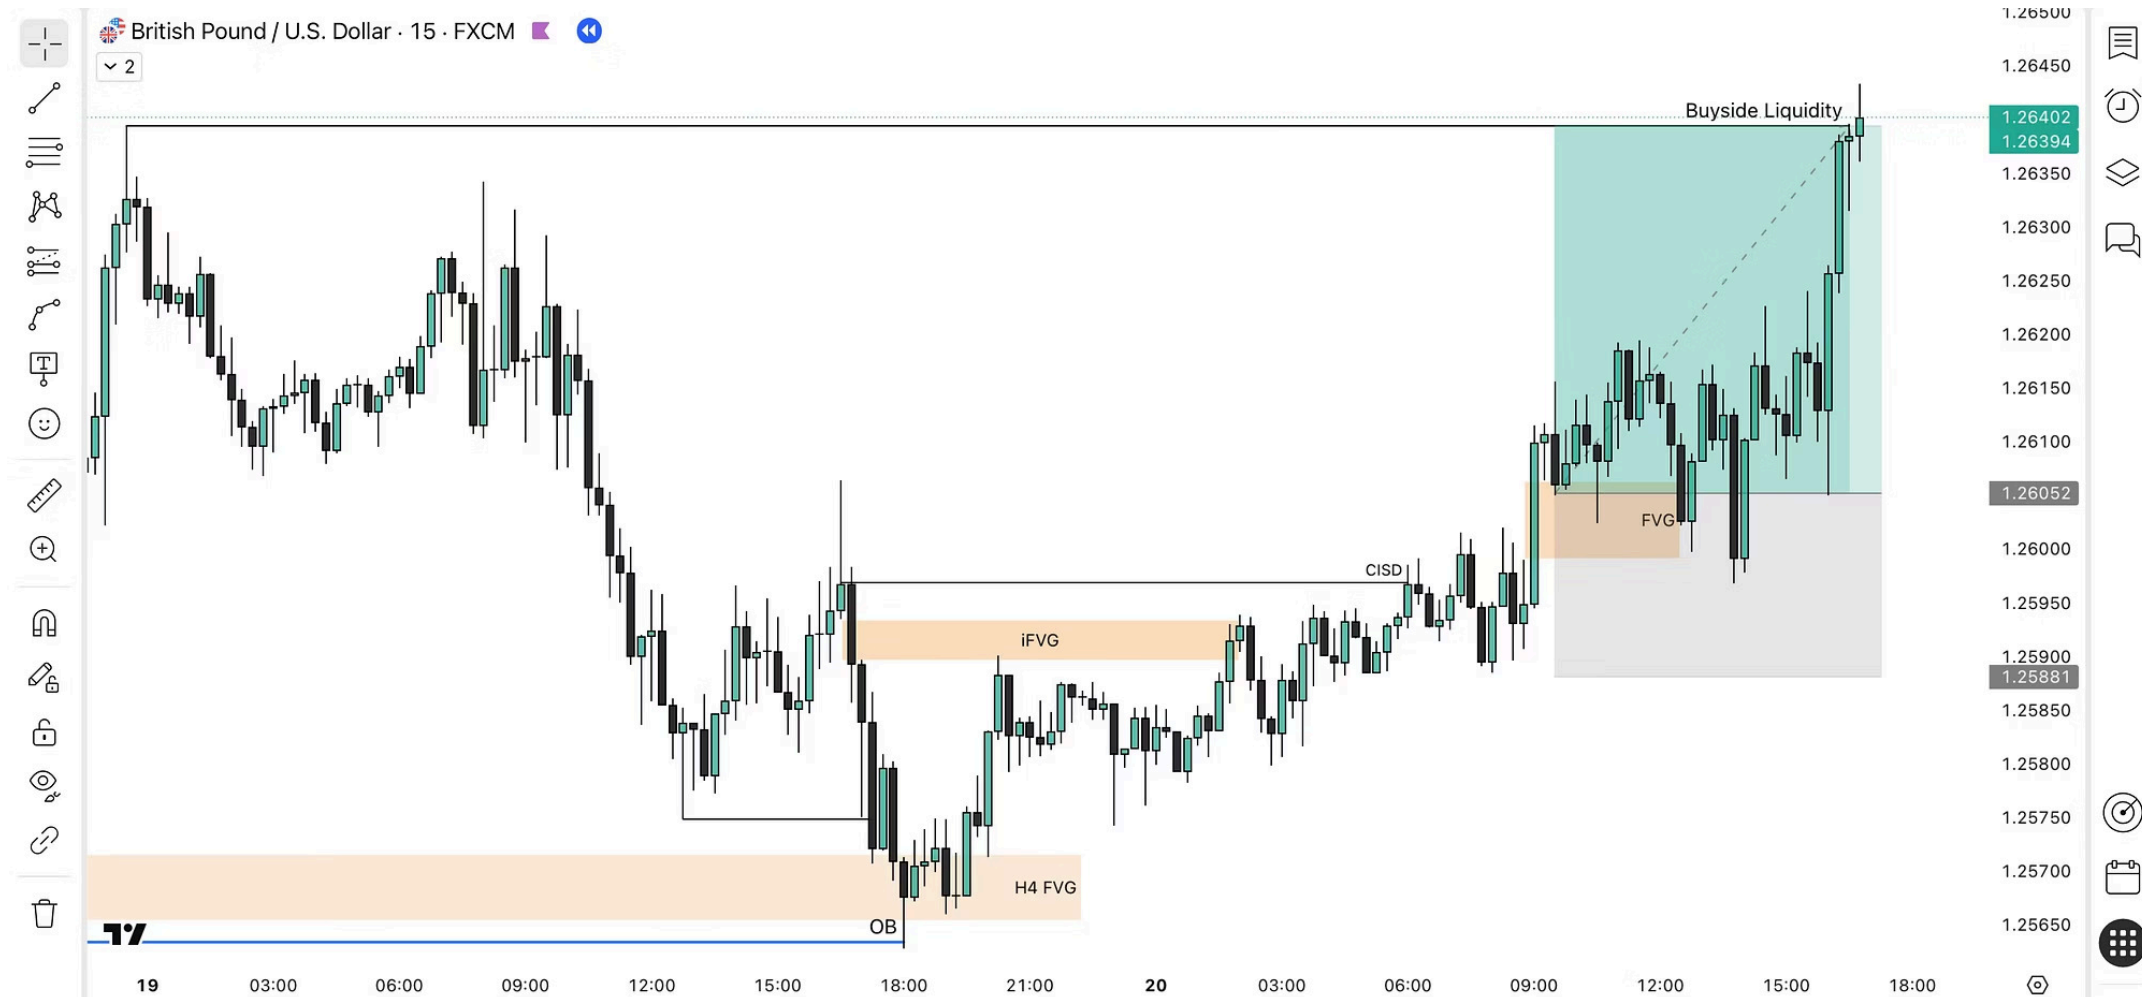 British Pound / U.S. Dollar · 15 · FXCM
2
1.26500
1.26450
Buyside Liquidity
1.26402
1.26394
1.26350
1.26300
1.26250
1.26200
1.26150
1.26100
1.26052
FVG
1.26000
CISD
1.25950
iFVG
1.25900
1.25881
1.25850
1.25800
1.25750
1.25700
H4 FVG
OB
1.25650
19 03:00 06:00 09:00 12:00 15:00 18:00 21:00 20 03:00 06:00 09:00 12:00 15:00 18:00